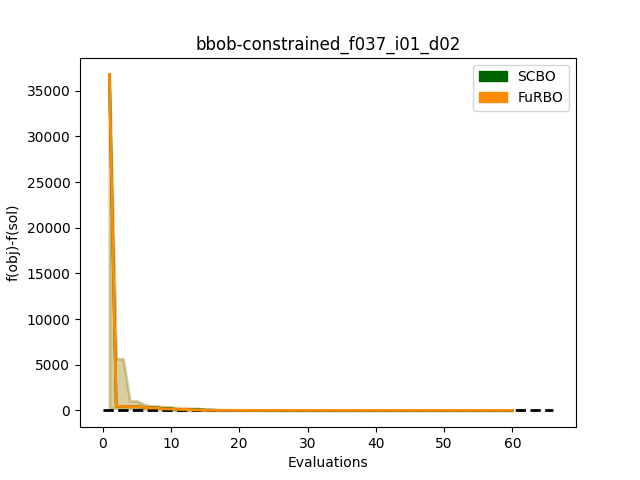 bbob-constrained_f037_i01_d02
SCBO
FuRBO
f(obj)-f(sol)
35000
30000
25000
20000
15000
10000
5000
0
0 10 20 30 40 50 60
Evaluations